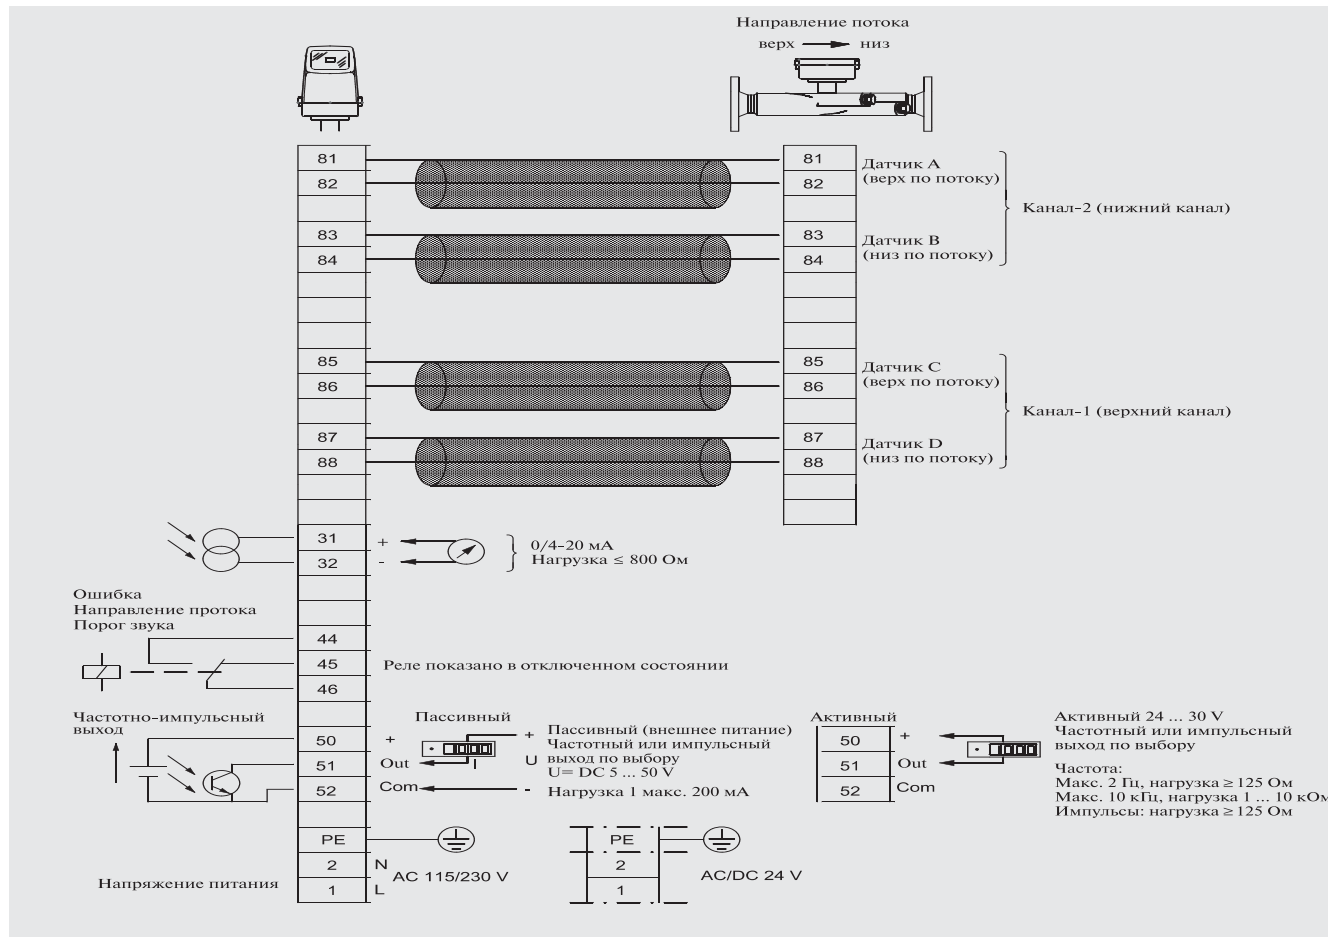 Направление потока
верх низ
81 81 Датчик A
82 82 (верх по потоку)
Канал-2 (нижний канал)
83 83 Датчик B
84 84 (низ по потоку)
85 85 Датчик C
86 86 (верх по потоку)
Канал-1 (верхний канал)
87 87 Датчик D
88 88 (низ по потоку)
31 + 0/4-20 мА
32 - Нагрузка ≤ 800 Ом
Ошибка
Направление протока
Порог звука
44
45 Реле показано в отключенном состоянии
46
Частотно-импульсный
выход
50 +
51 Out
52 Com
Пассивный
+
U
-
Пассивный (внешнее питание)
Частотный или импульсный
выход по выбору
U= DC 5 ... 50 V
Нагрузка 1 макс. 200 мА
Активный
50 +
51 Out
52 Com
Активный 24 ... 30 V
Частотный или импульсный
выход по выбору
Частота:
Макс. 2 Гц, нагрузка ≥ 125 Ом
Макс. 10 кГц, нагрузка 1 ... 10 кОм
Импульсы: нагрузка ≥ 125 Ом
Напряжение питания
PE
2 N
1 L
AC 115/230 V
PE
2
1
AC/DC 24 V